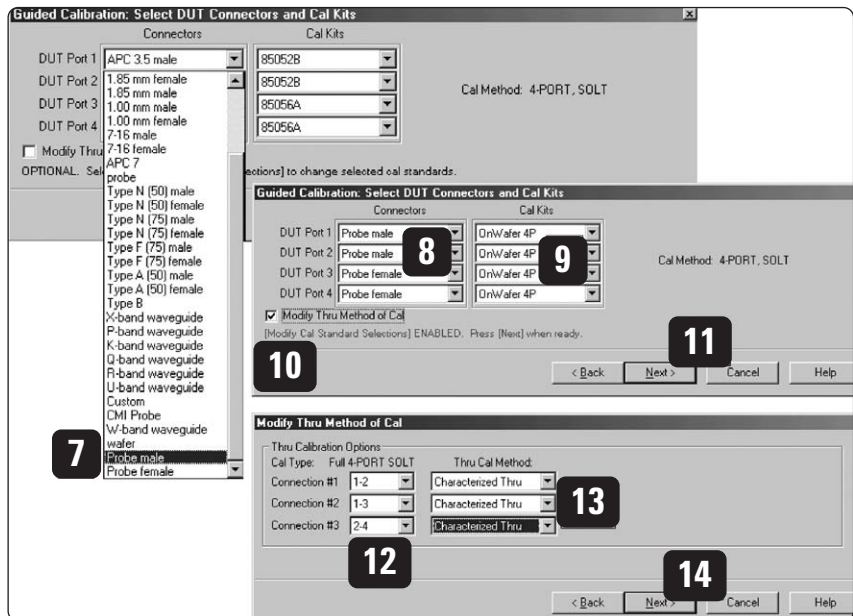 Guided Calibration: Select DUT Connectors and Cal Kits
Connectors Cal Kits
DUT Port 1 APC 3.5 male 85052B
DUT Port 2 85052B
DUT Port 3 85056A
DUT Port 4 85056A
Cal Method: 4-PORT, SOLT
Modify Thru
OPTIONAL. Sel ections] to change selected cal standards.
1.85 mm female
1.85 mm male
1.00 mm male
1.00 mm female
7-16 male
7-16 female
APC 7
probe
Type N (50) male
Type N (50) female
Type N (75) male
Type N (75) female
Type F (75) male
Type F (75) female
Type A (50) male
Type A (50) female
Type B
X-band waveguide
P-band waveguide
K-band waveguide
Q-band waveguide
R-band waveguide
U-band waveguide
Custom
CMI Probe
W-band waveguide
wafer
Probe male
Probe female
7
Guided Calibration: Select DUT Connectors and Cal Kits
Connectors Cal Kits
DUT Port 1 Probe male OnWafer 4P
DUT Port 2 Probe male OnWafer 4P
DUT Port 3 Probe female OnWafer 4P
DUT Port 4 Probe female OnWafer 4P
8
9
Cal Method: 4-PORT, SOLT
Modify Thru Method of Cal
[Modify Cal Standard Selections] ENABLED. Press [Next] when ready.
10
11
< Back Next > Cancel Help
Modify Thru Method of Cal
Thru Calibration Options
Cal Type: Full 4-PORT SOLT Thru Cal Method:
Connection #1 1-2 Characterized Thru
Connection #2 1-3 Characterized Thru
Connection #3 2-4 Characterized Thru
13
12
14
< Back Next > Cancel Help